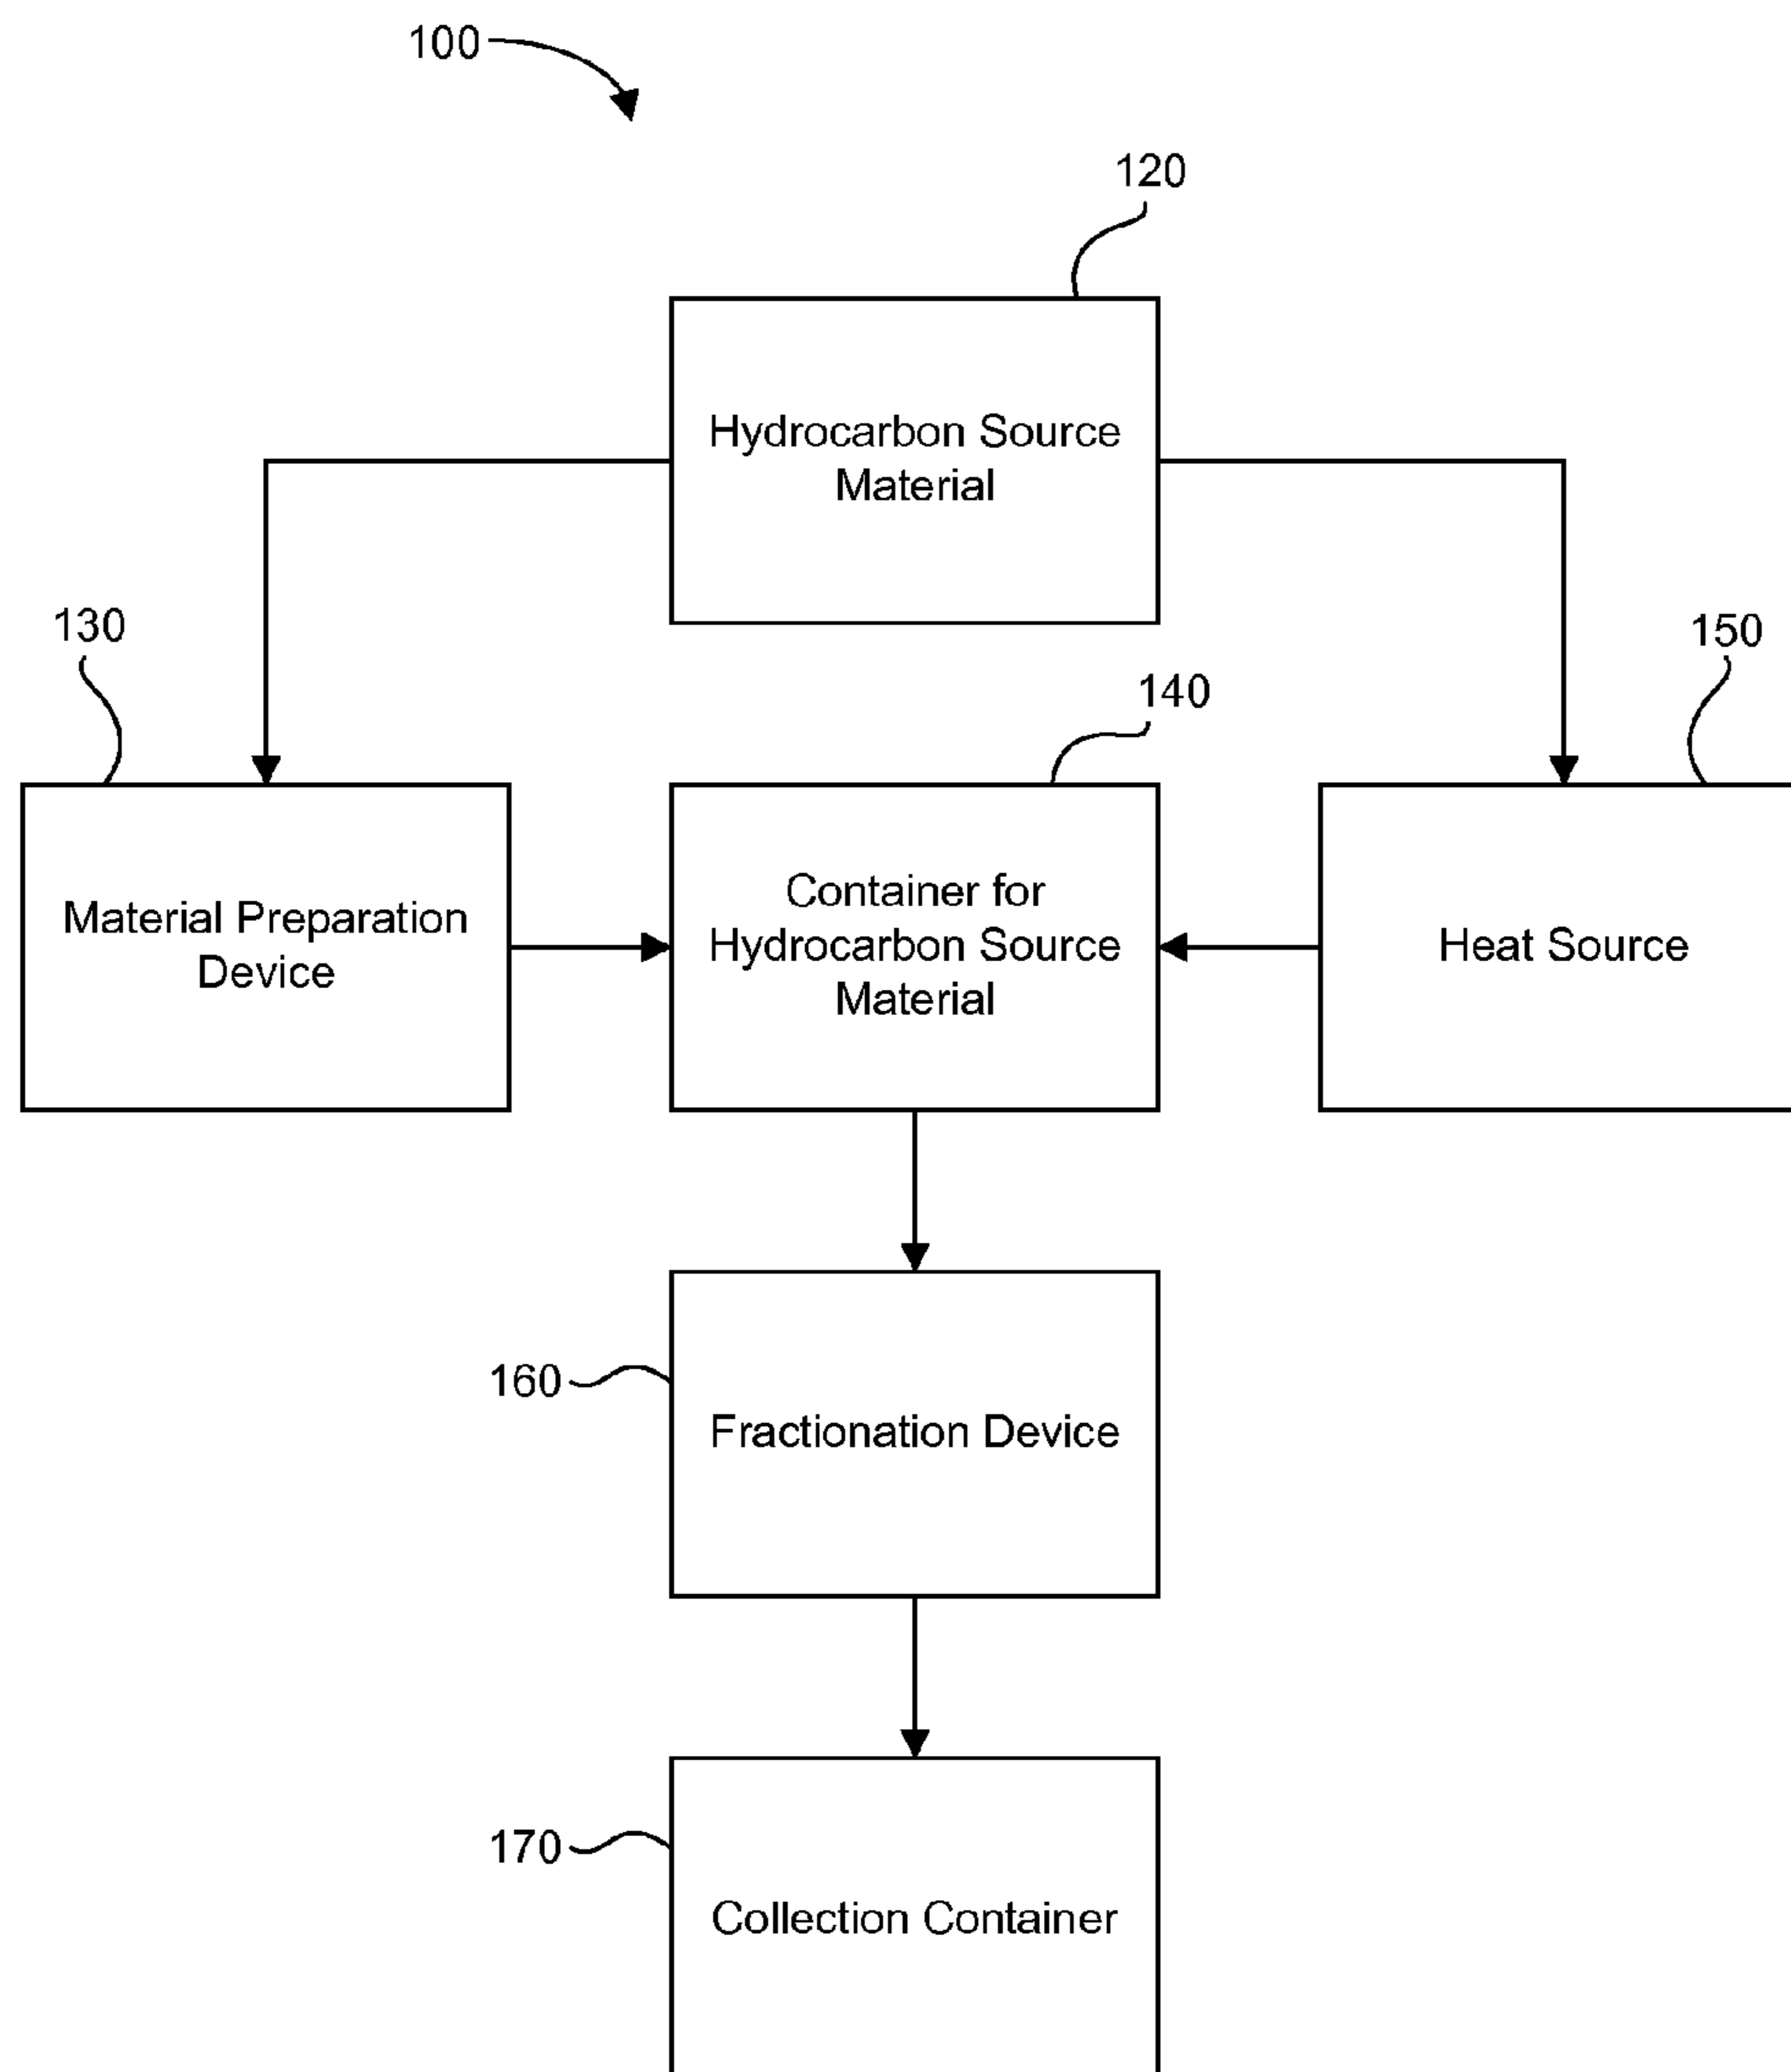 100
120
Hydrocarbon Source
Material
130
150
140
Material Preparation
Device
Container for
Hydrocarbon Source
Material
Heat Source
160
Fractionation Device
170
Collection Container